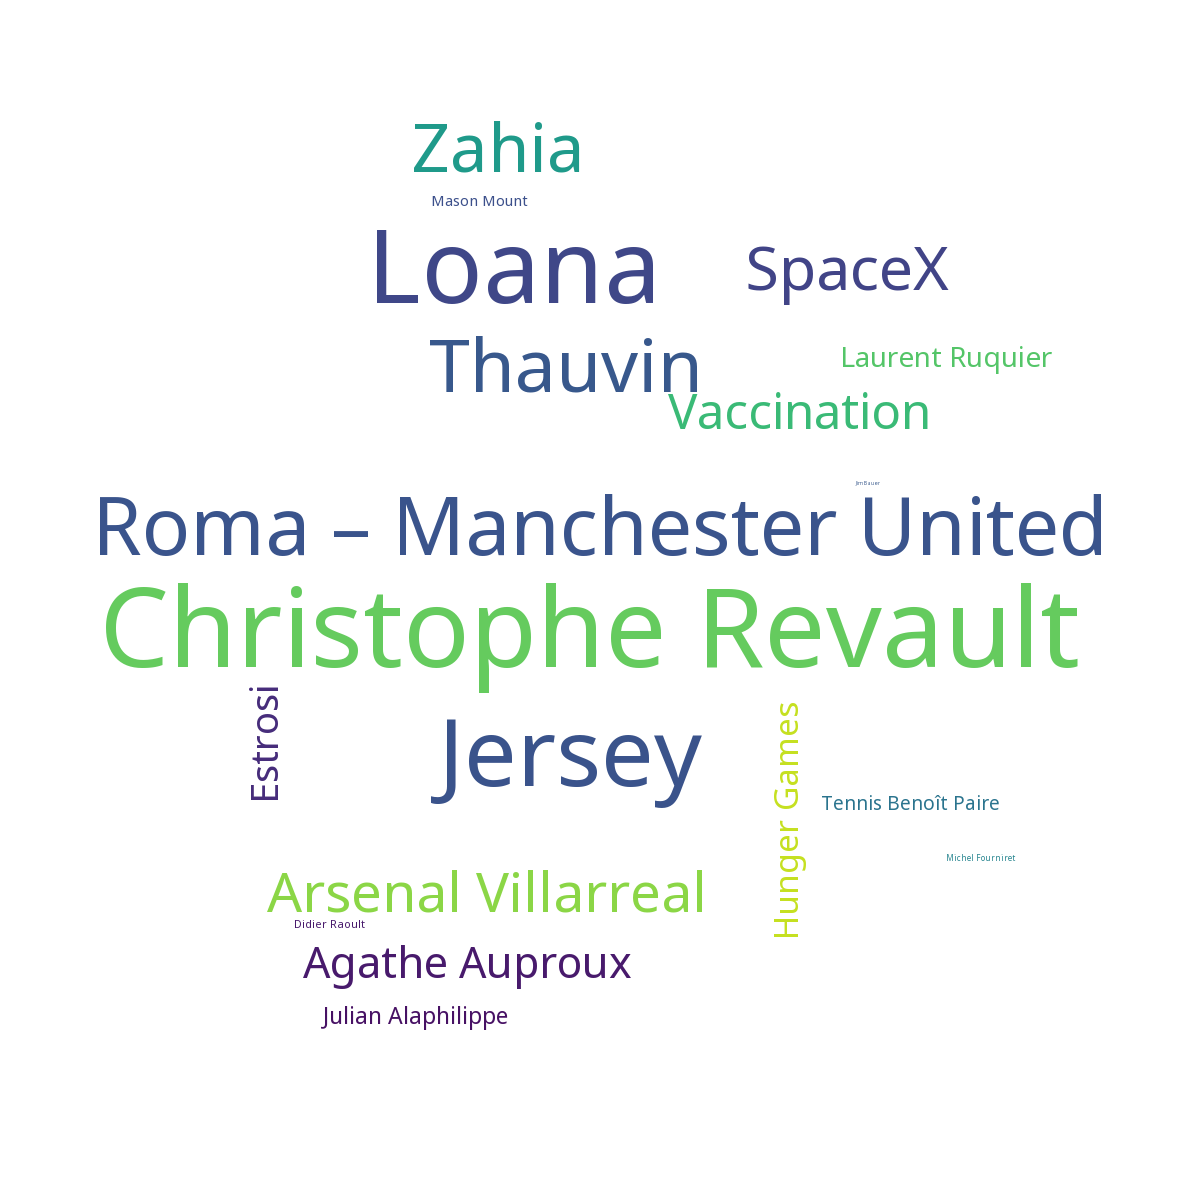 Zahia
Mason Mount
Loana
SpaceX
Thauvin
Laurent Ruquier
Vaccination
Jim Bauer
Roma – Manchester United
Christophe Revault
Estrosi
Jersey
Hunger Games
Tennis Benoît Paire
Michel Fourniret
Arsenal Villarreal
Didier Raoult
Agathe Auproux
Julian Alaphilippe